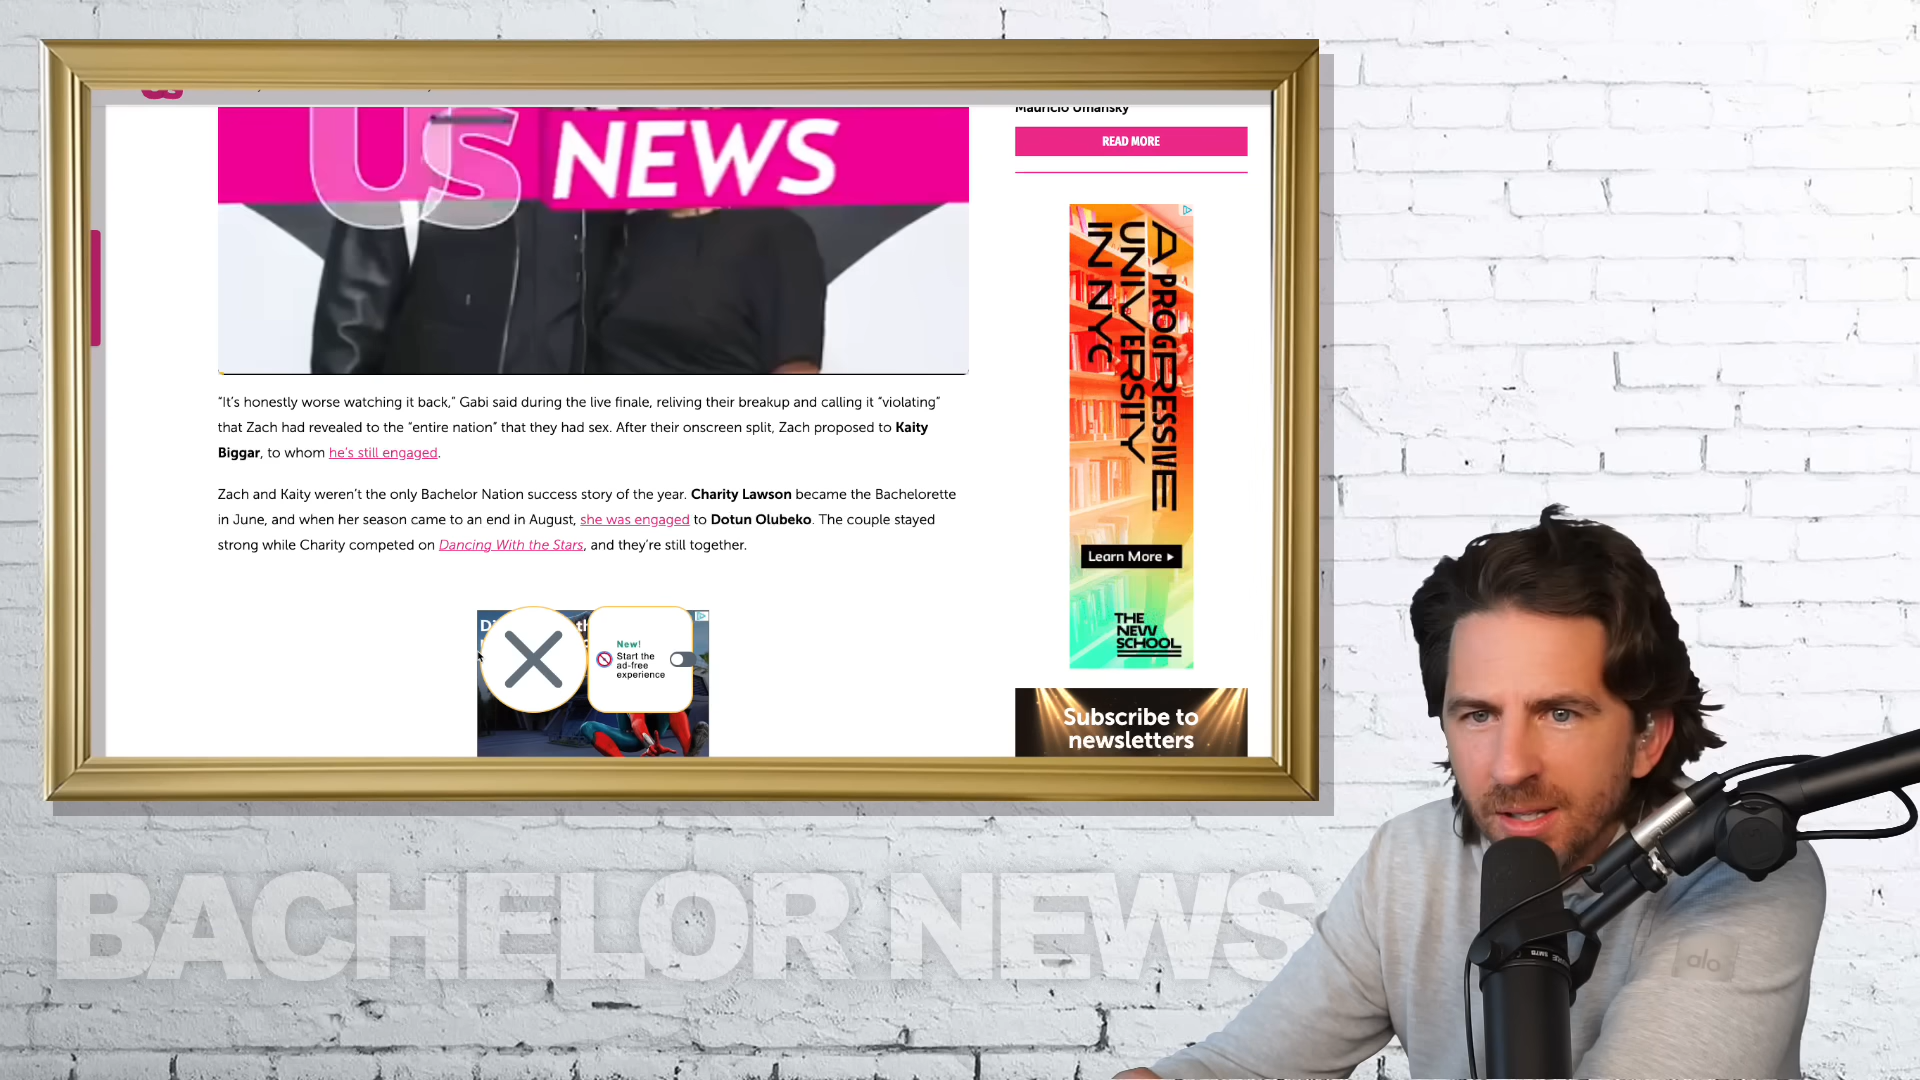 US NEWS
Mauricio Umansky
READ MORE
"It's honestly worse watching it back," Gabi said during the live finale, reliving their breakup and calling it "violating"
that Zach had revealed to the "entire nation" that they had sex. After their onscreen split, Zach proposed to Kaity
Biggar, to whom he's still engaged.
Zach and Kaity weren't the only Bachelor Nation success story of the year. Charity Lawson became the Bachelorette
in June, and when her season came to an end in August, she was engaged to Dotun Olubeko. The couple stayed
strong while Charity competed on Dancing With the Stars, and they're still together.
New!
Start the
ad-free
experience
A PROGRESSIVE
UNIVERSITY
IN NYC
Learn More
THE
NEW
SCHOOL
Subscribe to
newsletters
BACHELOR NEWS
alo